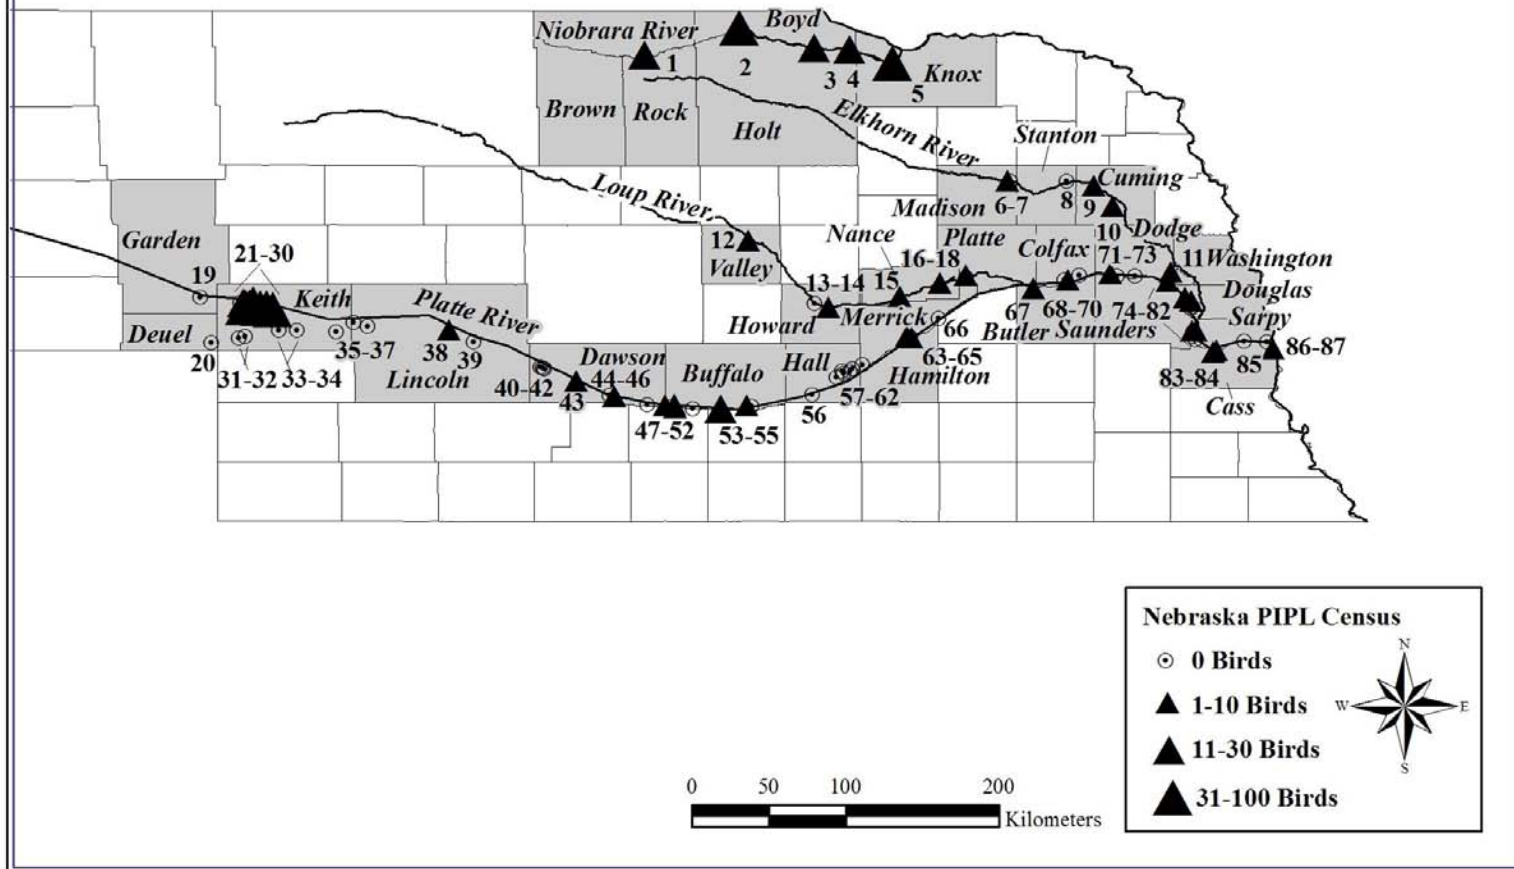 Niobrara River
Boyd
1
2
3
4
5
Knox
Brown
Rock
Holt
Elkhorn River
Stanton
Loup River
Cuming
Madison
6-7
8
9
10
Dodge
Garden
12
Valley
Nance
Platte
Colfax
71-73
11
Washington
16-18
15
19
21-30
Keith
Platte River
13-14
Howard
Merrick
66
67
68-70
74-82
Douglas
Sarpy
Butler
Saunders
Deuel
20
31-32
33-34
35-37
38
39
Lincoln
40-42
Dawson
43
44-46
Buffalo
Hall
63-65
Hamilton
47-52
53-55
56
57-62
83-84
85
86-87
Cass
Nebraska PIPL Census
0 Birds
1-10 Birds
11-30 Birds
31-100 Birds
N
W
E
S
0 50 100 200
Kilometers